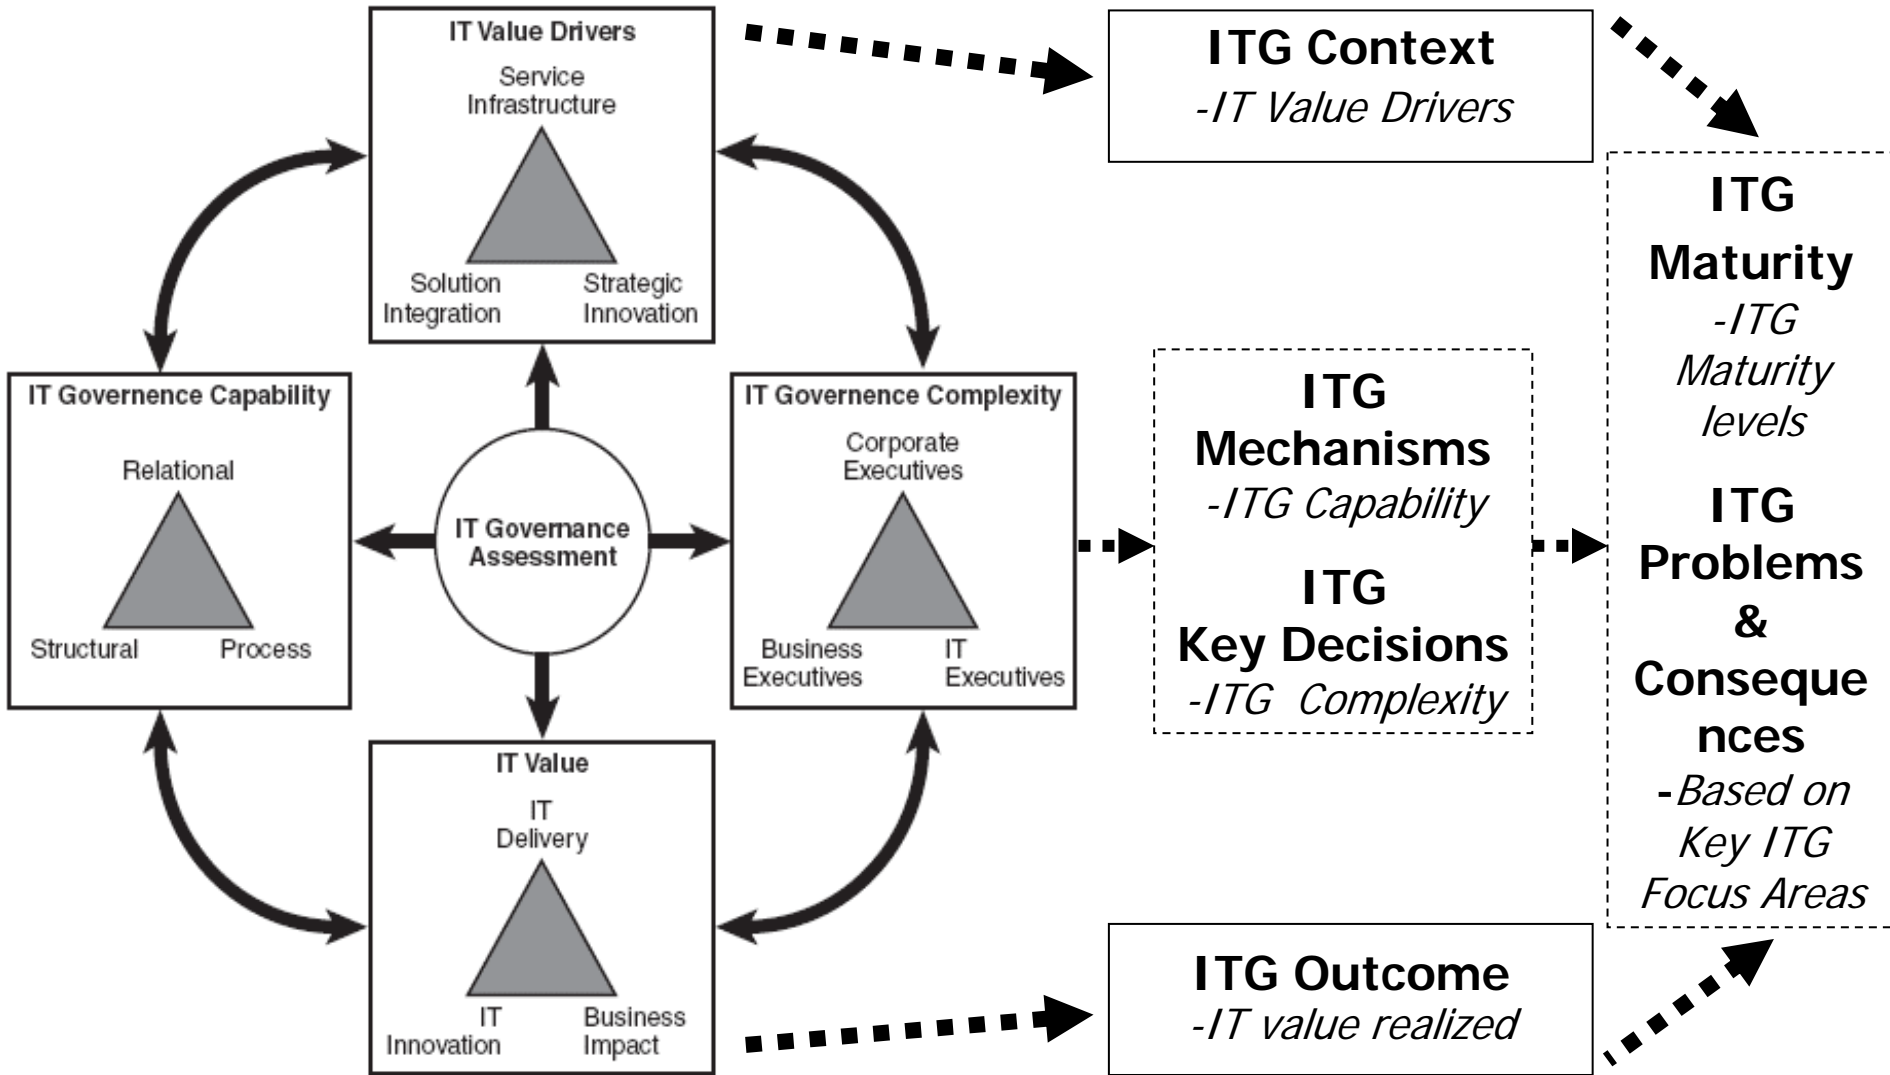 IT Value Drivers
Service
Infrastructure
Solution
Integration
Strategic
Innovation
IT Governence Capability
Relational
Structural
Process
IT Governance
Assessment
IT Governence Complexity
Corporate
Executives
Business
Executives
IT
Executives
IT Value
IT
Delivery
IT
Innovation
Business
Impact
ITG Context
-IT Value Drivers
ITG
Mechanisms
-ITG Capability
ITG
Key Decisions
-ITG Complexity
ITG Outcome
-IT value realized
ITG
Maturity
-ITG
Maturity
levels
ITG
Problems
&
Conseque
nces
-Based on
Key ITG
Focus Areas